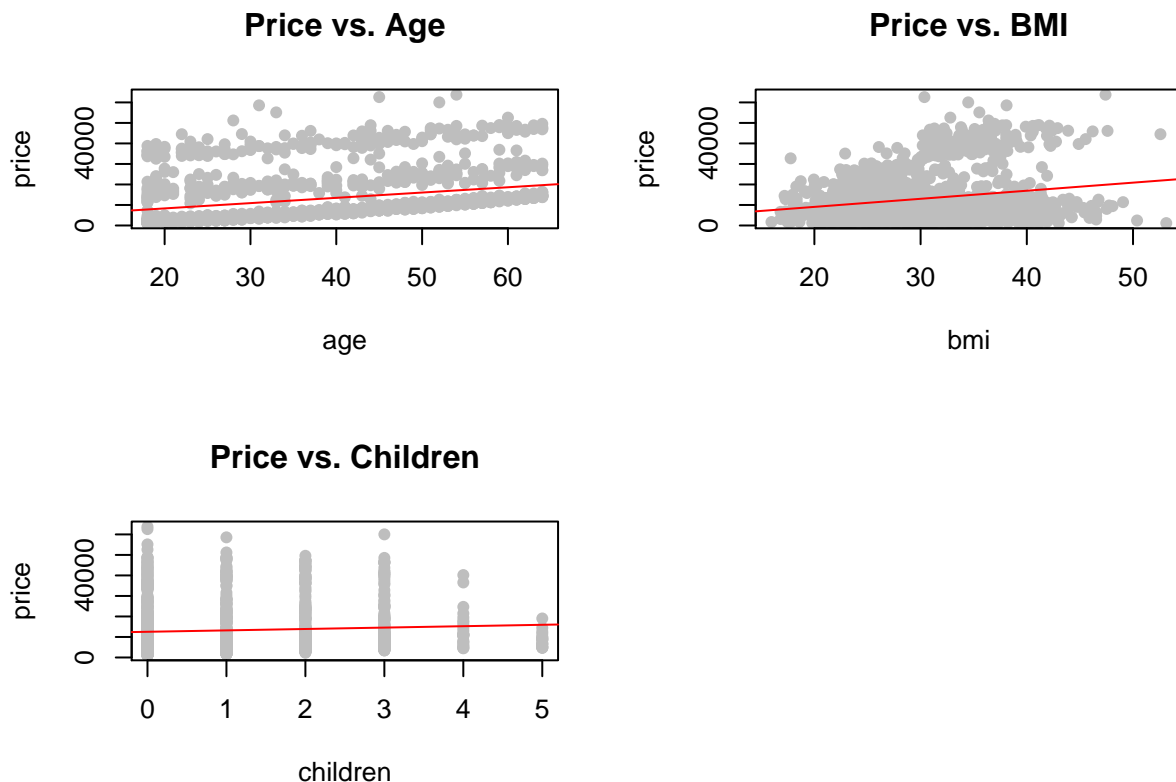 Price vs. Age
price
0
40000
20 30 40 50 60
age
Price vs. BMI
price
0
40000
20 30 40 50
bmi
Price vs. Children
price
0
40000
0 1 2 3 4 5
children